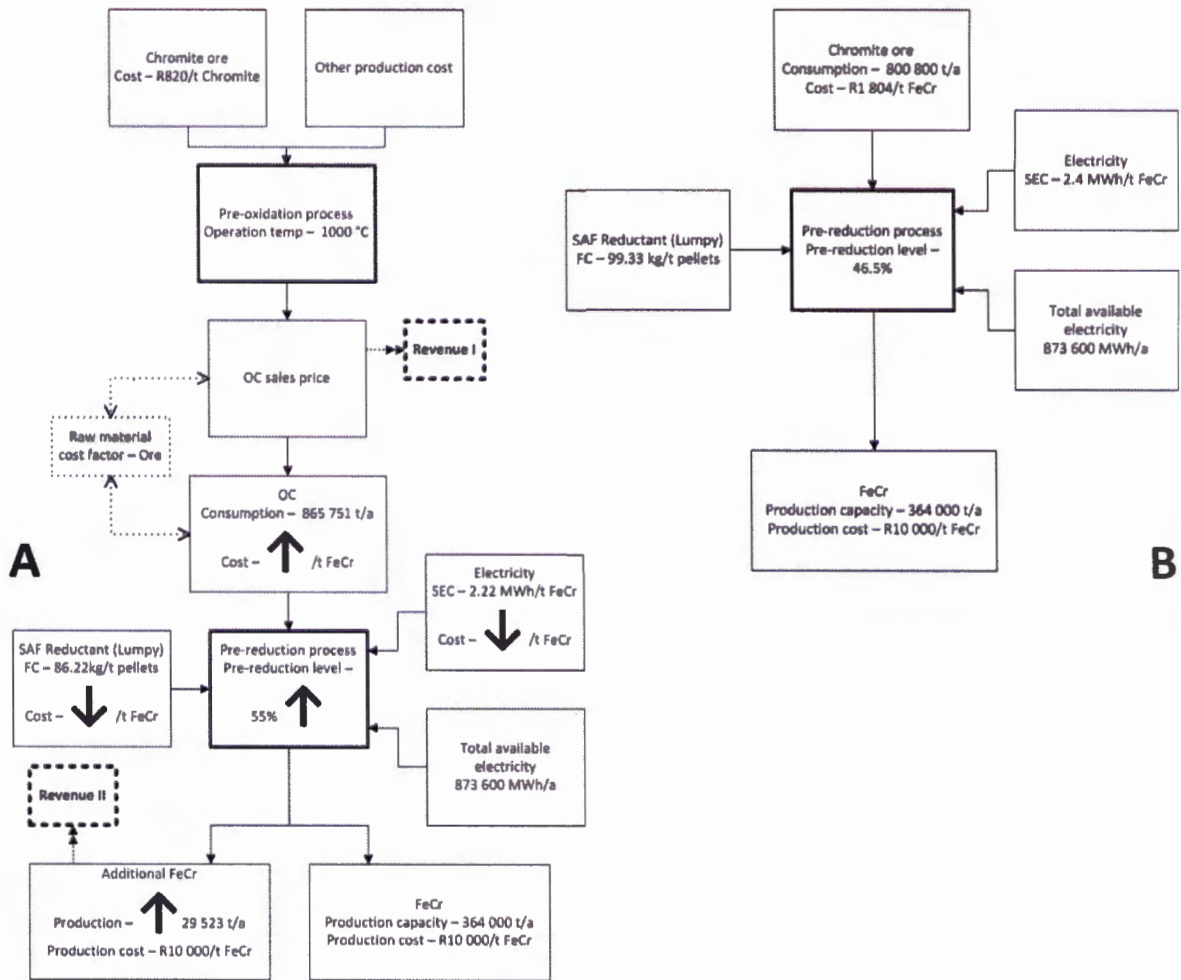 Chromite ore
Cost – R820/t Chromite
Other production cost
Pre-oxidation process
Operation temp – 1000 °C
OC sales price
Revenue I
Raw material
cost factor – Ore
OC
Consumption – 865 751 t/a
Cost – /t FeCr
A
Electricity
SEC – 2.22 MWh/t FeCr
Cost – /t FeCr
SAF Reductant (Lumpy)
FC – 86.22kg/t pellets
Cost – /t FeCr
Pre-reduction process
Pre-reduction level –
55%
Total available
electricity
873 600 MWh/a
Revenue II
Additional FeCr
Production – 29 523 t/a
Production cost – R10 000/t FeCr
FeCr
Production capacity – 364 000 t/a
Production cost – R10 000/t FeCr
Chromite ore
Consumption – 800 800 t/a
Cost – R1 804/t FeCr
Electricity
SEC – 2.4 MWh/t FeCr
SAF Reductant (Lumpy)
FC – 99.33 kg/t pellets
Pre-reduction process
Pre-reduction level –
46.5%
Total available
electricity
873 600 MWh/a
FeCr
Production capacity – 364 000 t/a
Production cost – R10 000/t FeCr
B